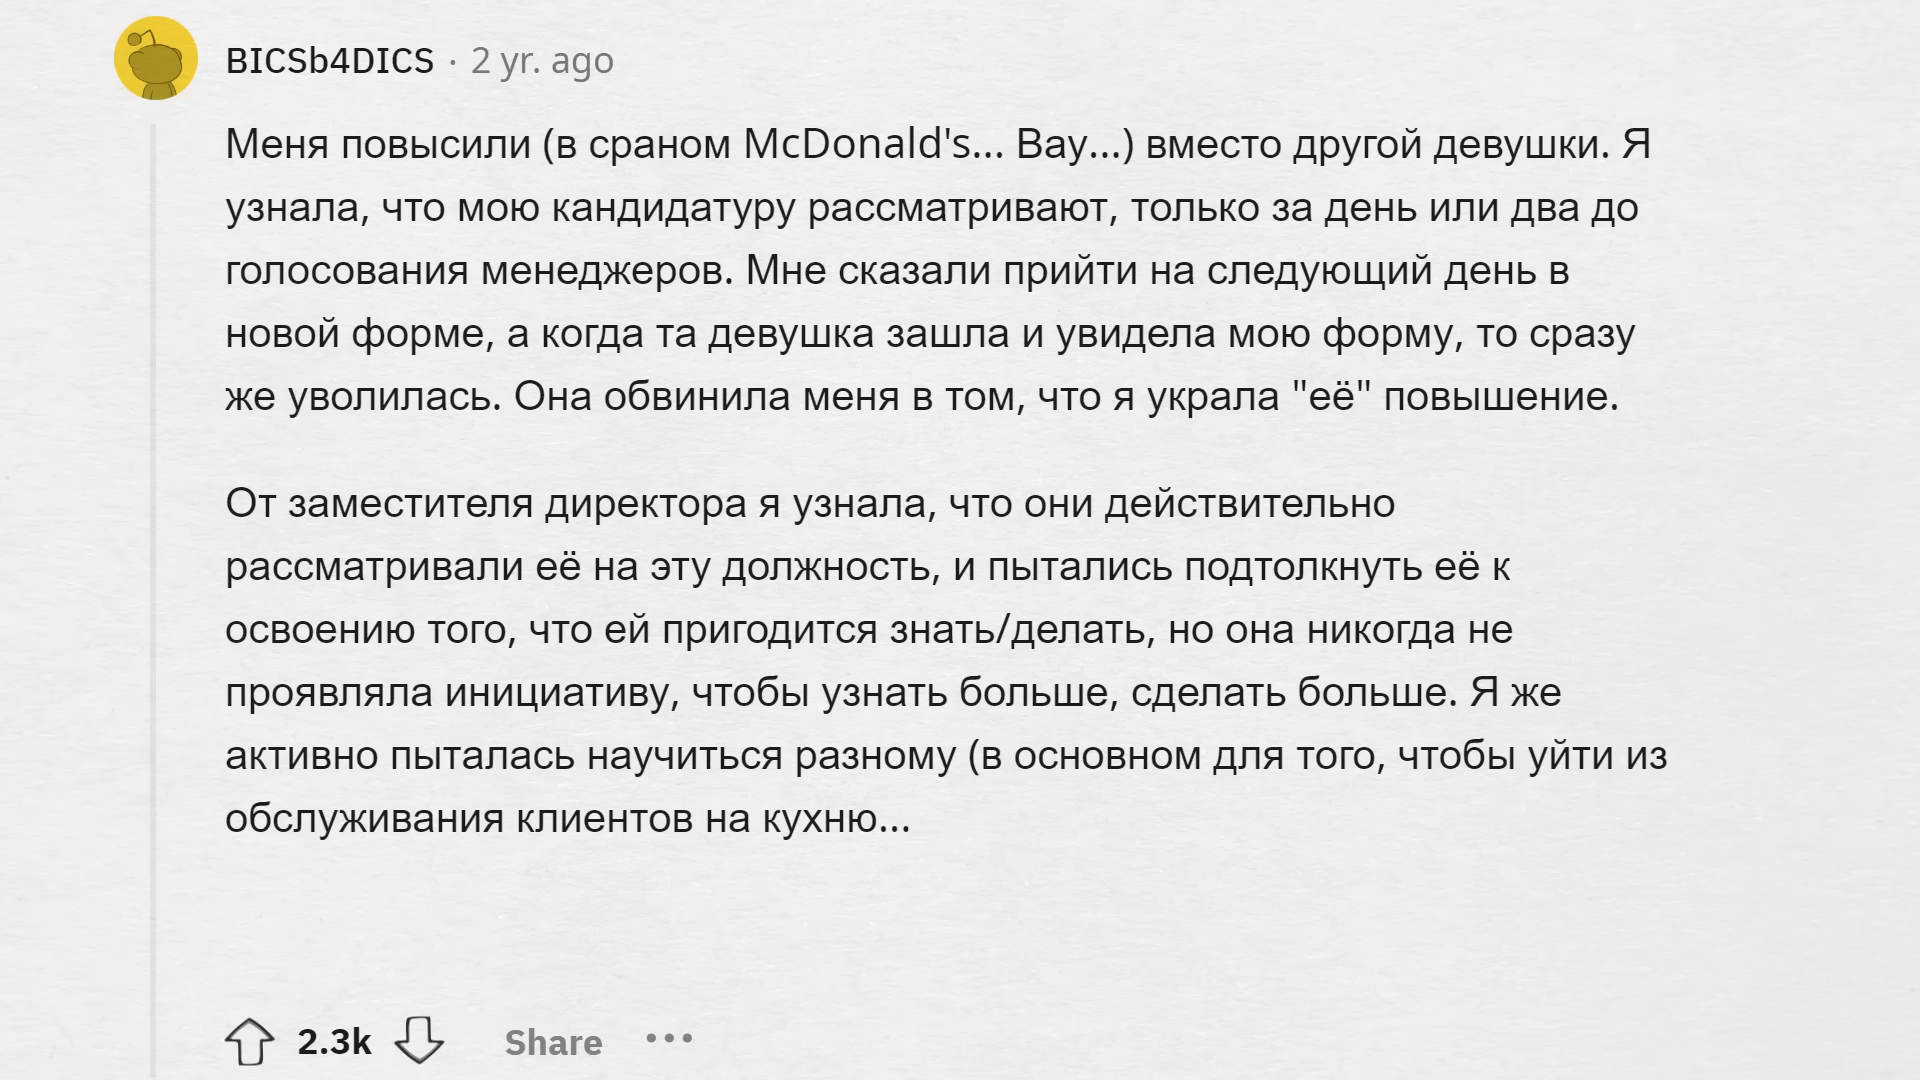 BICSb4DICS · 2 yr. ago
Меня повысили (в сраном McDonald's... Вау...) вместо другой девушки. Я
узнала, что мою кандидатуру рассматривают, только за день или два до
голосования менеджеров. Мне сказали прийти на следующий день в
новой форме, а когда та девушка зашла и увидела мою форму, то сразу
же уволилась. Она обвинила меня в том, что я украла "её" повышение.
От заместителя директора я узнала, что они действительно
рассматривали её на эту должность, и пытались подтолкнуть её к
освоению того, что ей пригодится знать/делать, но она никогда не
проявляла инициативу, чтобы узнать больше, сделать больше. Я же
активно пыталась научиться разному (в основном для того, чтобы уйти из
обслуживания клиентов на кухню...
2.3k Share •••